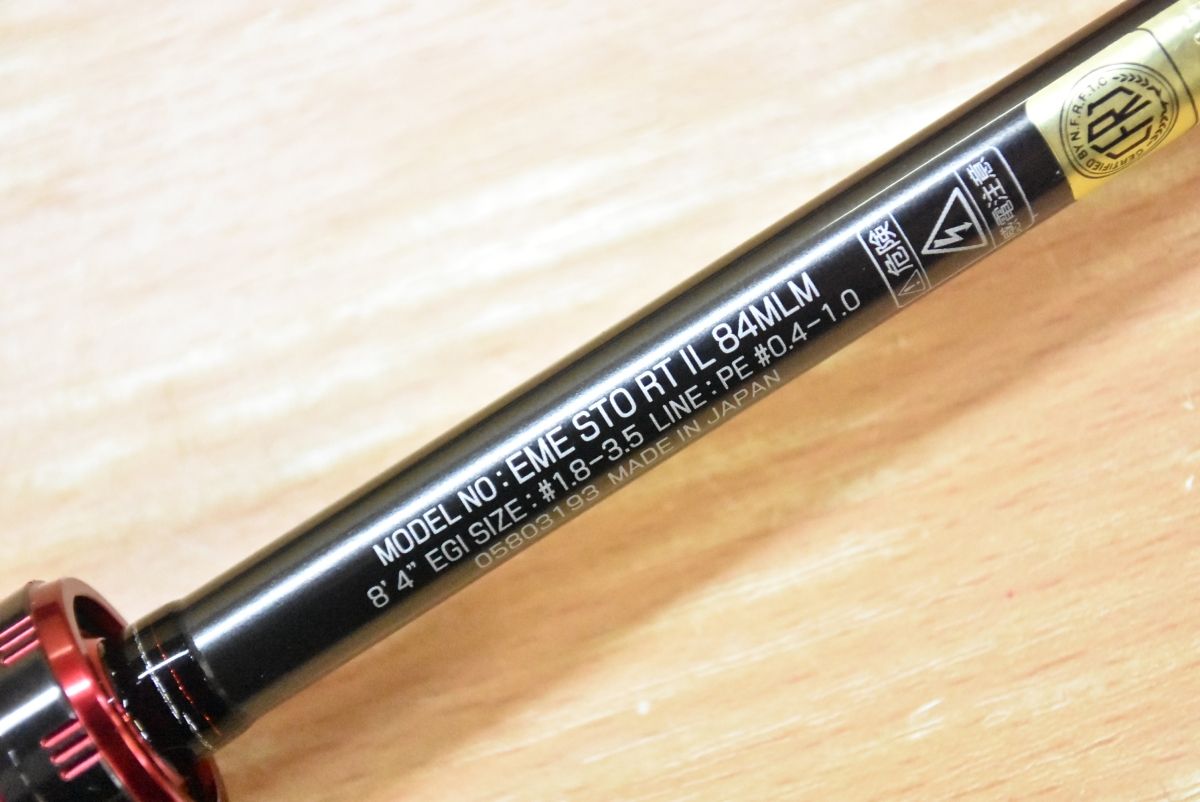 MODEL NO : EME STO RT IL 84MLM
8' 4" EGI SIZE : #1.8-3.5 LINE : PE #0.4-1.0
05803193 MADE IN JAPAN
危険
感電注意
CERTIFIED BY N.F.R.F.I.C